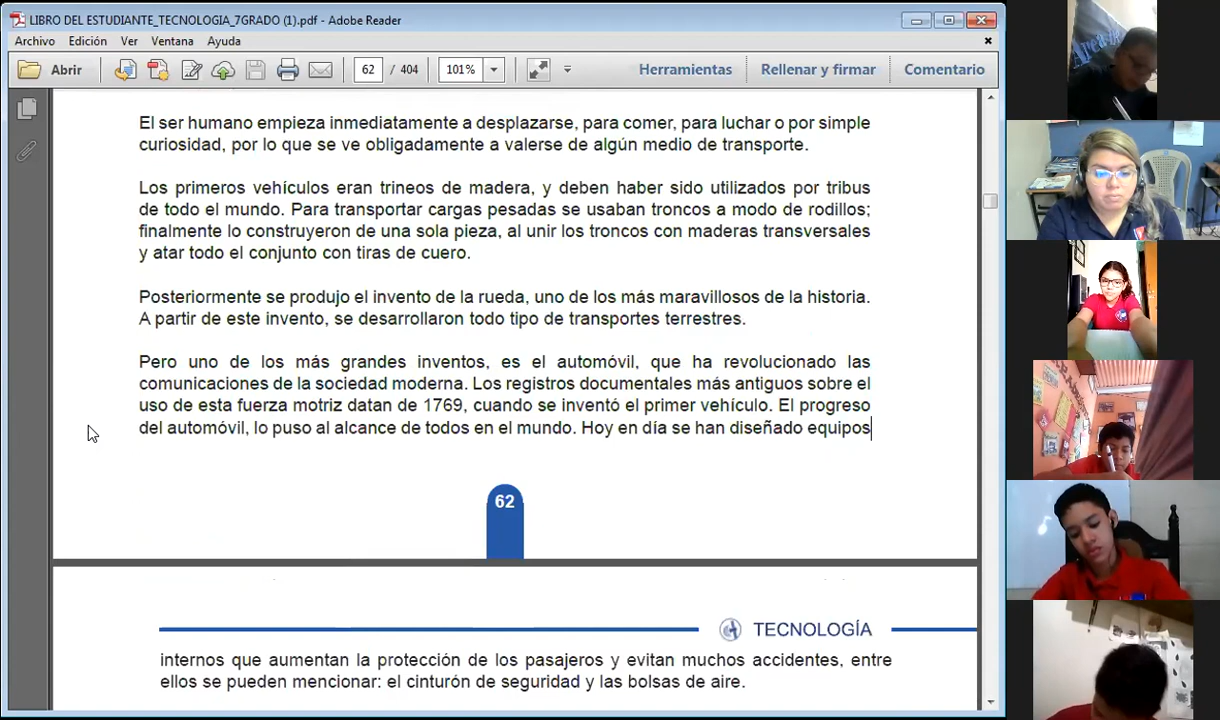 LIBRO DEL ESTUDIANTE_TECNOLOGIA_7GRADO (1).pdf - Adobe Reader
Archivo Edición Ver Ventana Ayuda
Abrir 62 / 404 101% Herramientas Rellenar y firmar Comentario
El ser humano empieza inmediatamente a desplazarse, para comer, para luchar o por simple
curiosidad, por lo que se ve obligadamente a valerse de algún medio de transporte.
Los primeros vehículos eran trineos de madera, y deben haber sido utilizados por tribus
de todo el mundo. Para transportar cargas pesadas se usaban troncos a modo de rodillos;
finalmente lo construyeron de una sola pieza, al unir los troncos con maderas transversales
y atar todo el conjunto con tiras de cuero.
Posteriormente se produjo el invento de la rueda, uno de los más maravillosos de la historia.
A partir de este invento, se desarrollaron todo tipo de transportes terrestres.
Pero uno de los más grandes inventos, es el automóvil, que ha revolucionado las
comunicaciones de la sociedad moderna. Los registros documentales más antiguos sobre el
uso de esta fuerza motriz datan de 1769, cuando se inventó el primer vehículo. El progreso
del automóvil, lo puso al alcance de todos en el mundo. Hoy en día se han diseñado equipos
62
TECNOLOGÍA
internos que aumentan la protección de los pasajeros y evitan muchos accidentes, entre
ellos se pueden mencionar: el cinturón de seguridad y las bolsas de aire.